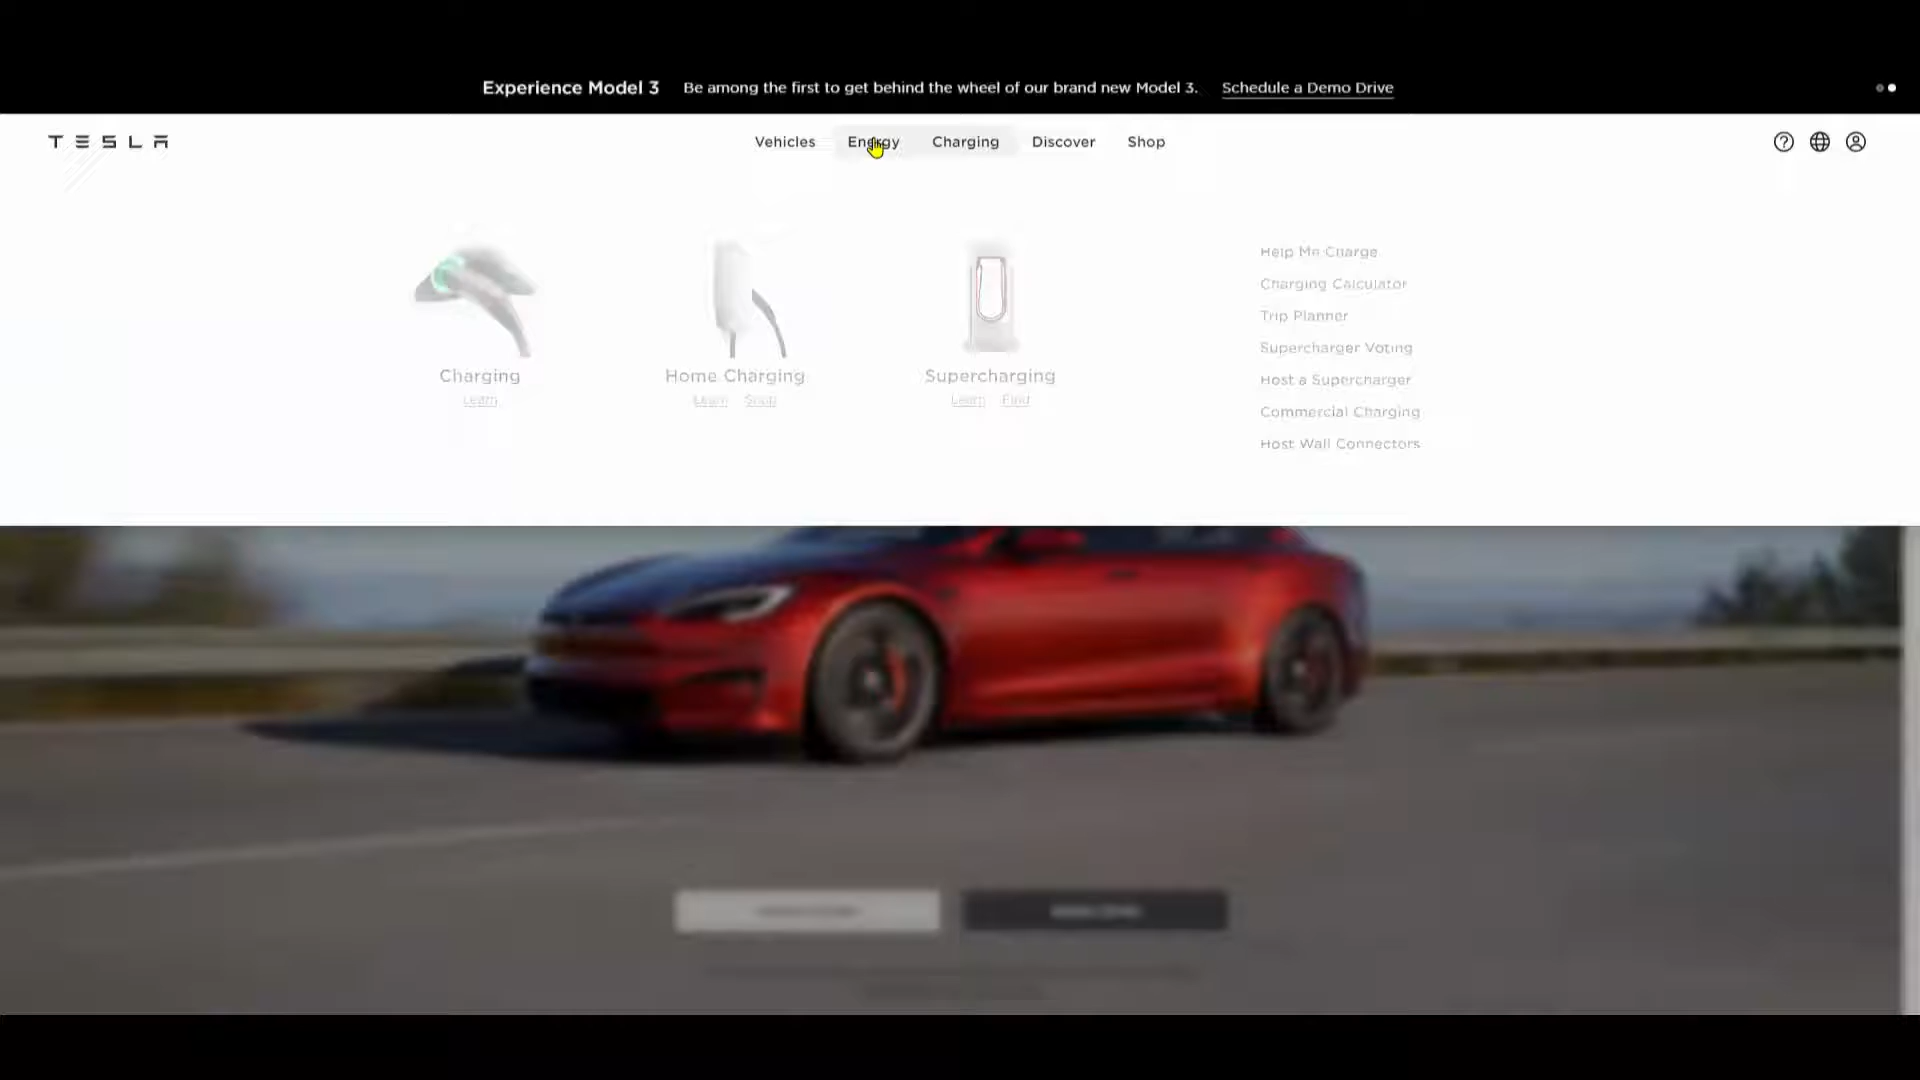 Experience Model 3 Be among the first to get behind the wheel of our brand new Model 3. Schedule a Demo Drive
TESLA Vehicles Energy Charging Discover Shop
Help Me Charge
Charging Calculator
Trip Planner
Supercharger Voting
Charging Home Charging Supercharging Host a Supercharger
Learn Learn Shop Learn Find
Commercial Charging
Host Wall Connectors